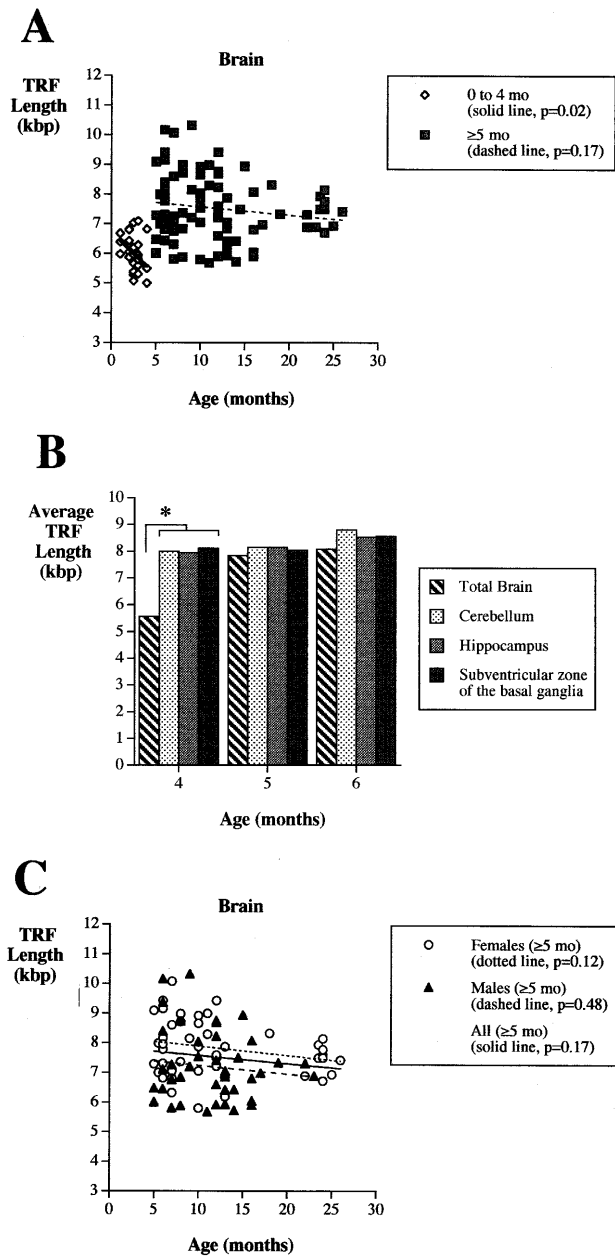 A
Brain
TRF
Length
(kbp)
12
11
10
9
8
7
6
5
4
3
0 5 10 15 20 25 30
Age (months)
0 to 4 mo
(solid line, p=0.02)
≥5 mo
(dashed line, p=0.17)
B
Average
TRF
Length
(kbp)
10
9
8
7
6
5
4
3
2
1
0
*
4 5 6
Age (months)
Total Brain
Cerebellum
Hippocampus
Subventricular zone
of the basal ganglia
C
Brain
TRF
Length
(kbp)
12
11
10
9
8
7
6
5
4
3
0 5 10 15 20 25 30
Age (months)
Females (≥5 mo)
(dotted line, p=0.12)
Males (≥5 mo)
(dashed line, p=0.48)
All (≥5 mo)
(solid line, p=0.17)